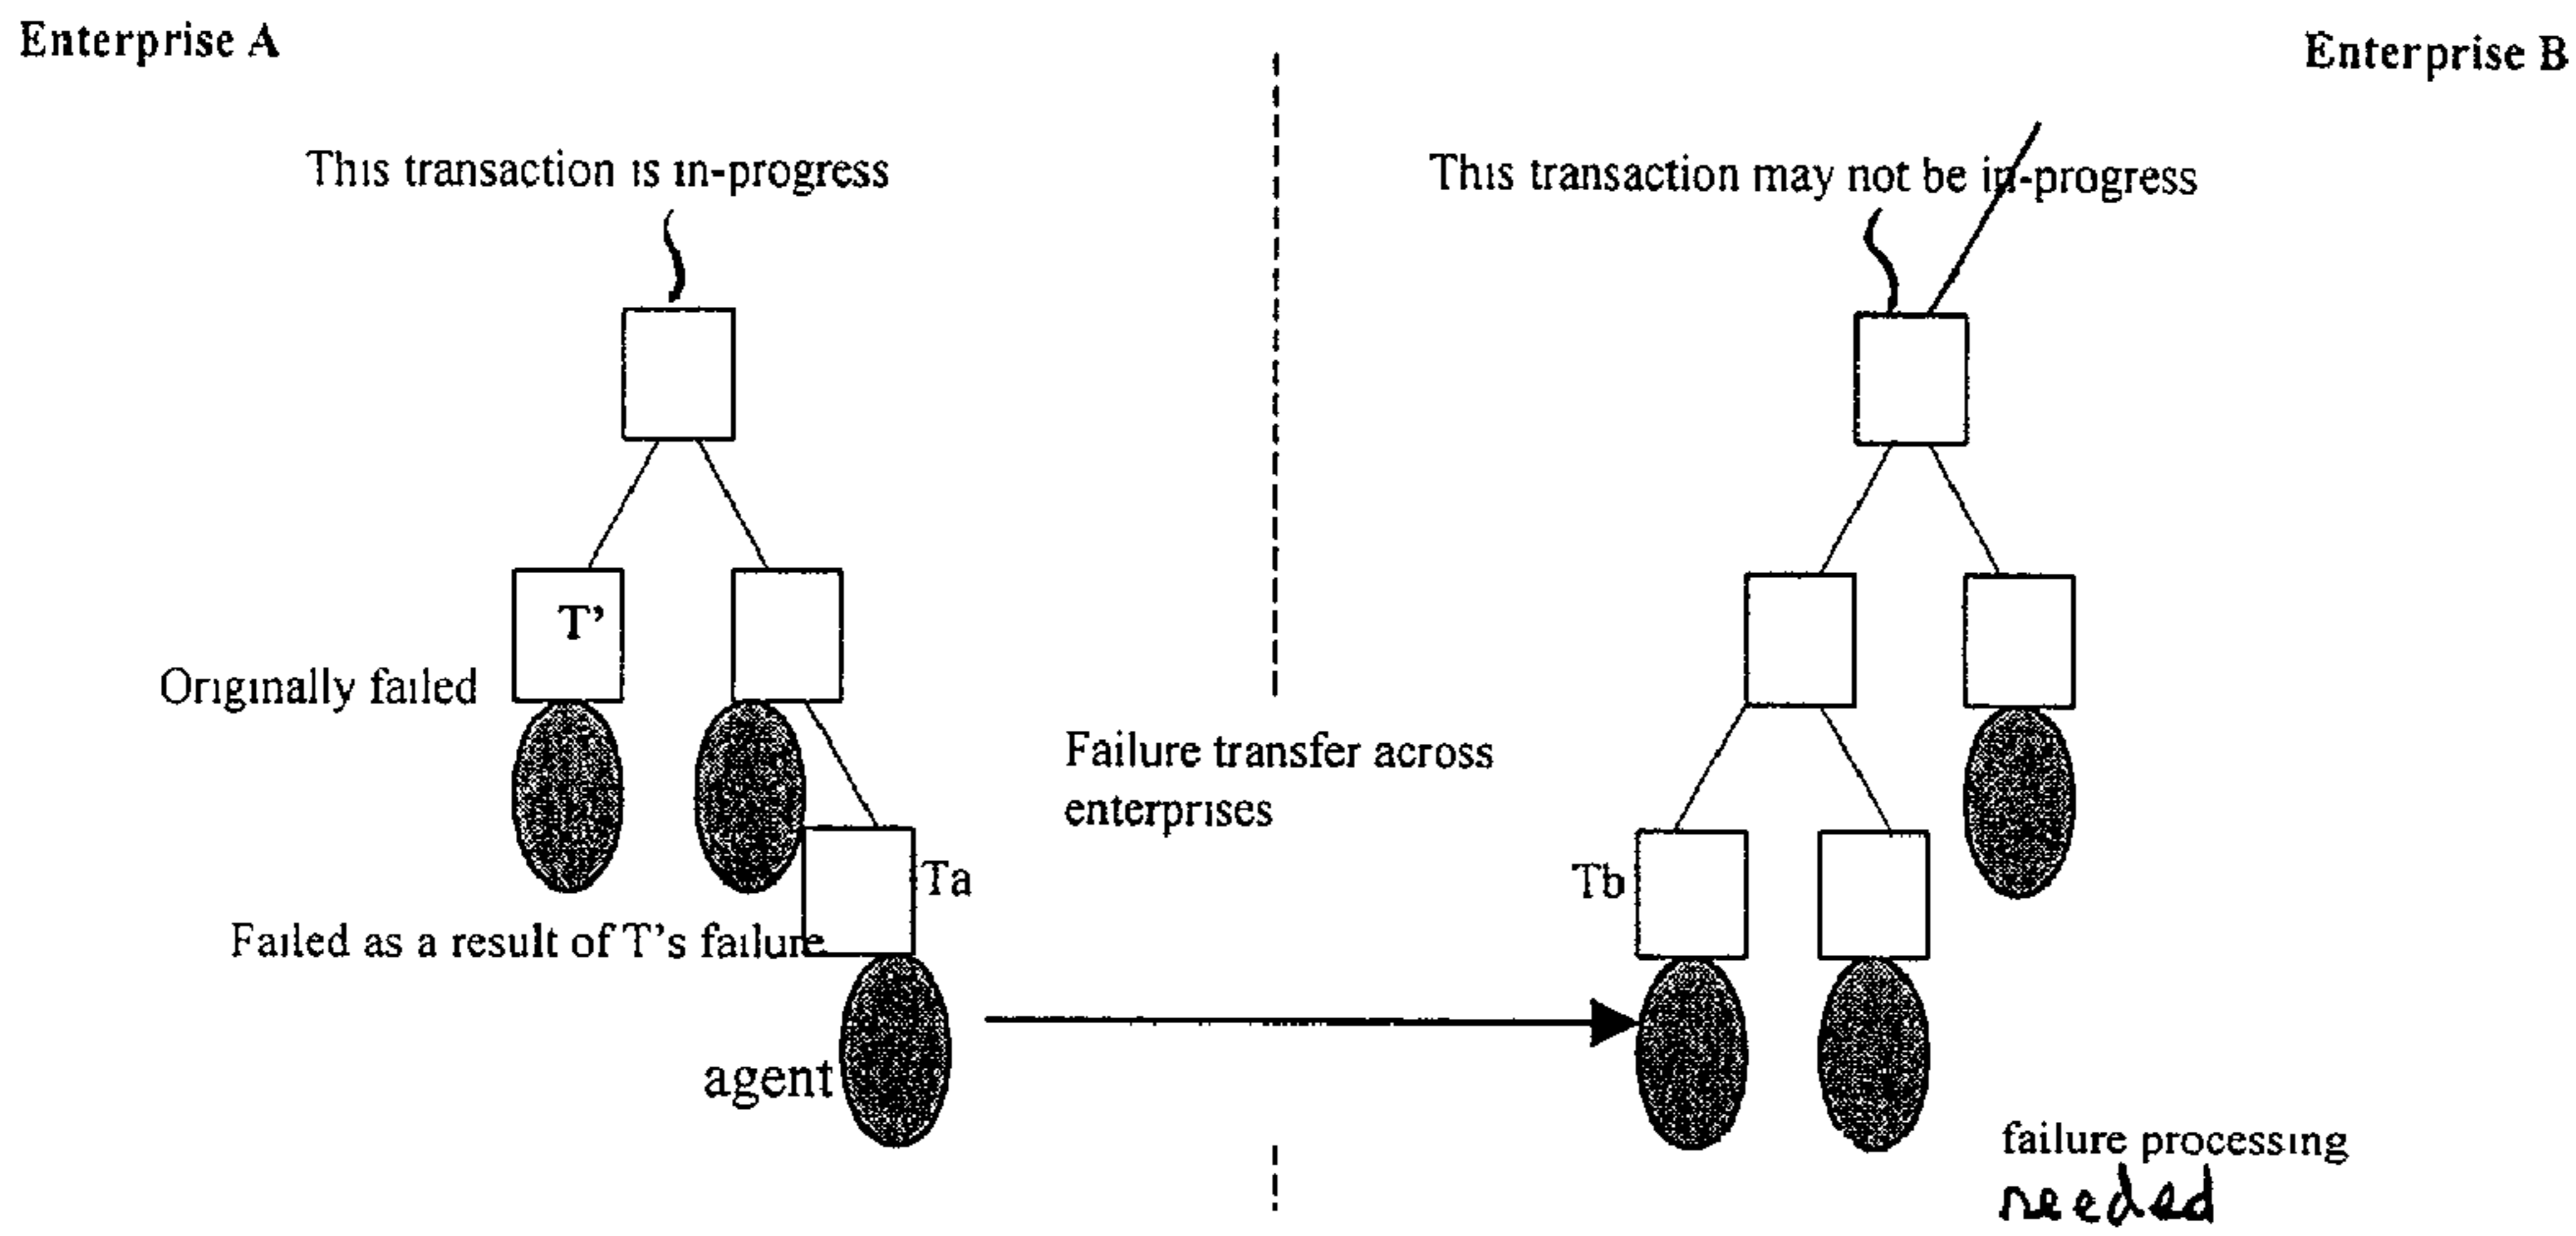 Enterprise A
Enterprise B
This transaction is in-progress
This transaction may not be in-progress
T'
Originally failed
Failure transfer across
enterprises
Ta
Tb
Failed as a result of T's failure
agent
failure processing
needed